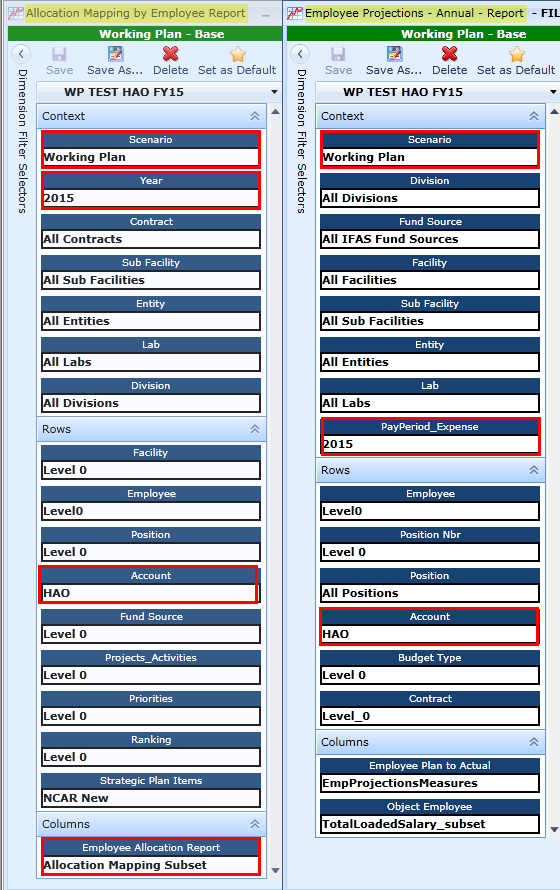 Allocation Mapping by Employee Report
Working Plan - Base
Save Save As... Delete Set as Default
Dimension Filter Selectors
WP TEST HAO FY15
Context
Scenario
Working Plan
Year
2015
Contract
All Contracts
Sub Facility
All Sub Facilities
Entity
All Entities
Lab
All Labs
Division
All Divisions
Rows
Facility
Level 0
Employee
Level0
Position
Level 0
Account
HAO
Fund Source
Level 0
Projects_Activities
Level 0
Priorities
Level 0
Ranking
Level 0
Strategic Plan Items
NCAR New
Columns
Employee Allocation Report
Allocation Mapping Subset
Employee Projections - Annual - Report - FIL
Working Plan - Base
Save Save As... Delete Set as Default
Dimension Filter Selectors
WP TEST HAO FY15
Context
Scenario
Working Plan
Division
All Divisions
Fund Source
All IFAS Fund Sources
Facility
All Facilities
Sub Facility
All Sub Facilities
Entity
All Entities
Lab
All Labs
PayPeriod_Expense
2015
Rows
Employee
Level0
Position Nbr
Level 0
Position
All Positions
Account
HAO
Budget Type
Level 0
Contract
Level_0
Columns
Employee Plan to Actual
EmpProjectionsMeasures
Object Employee
TotalLoadedSalary_subset